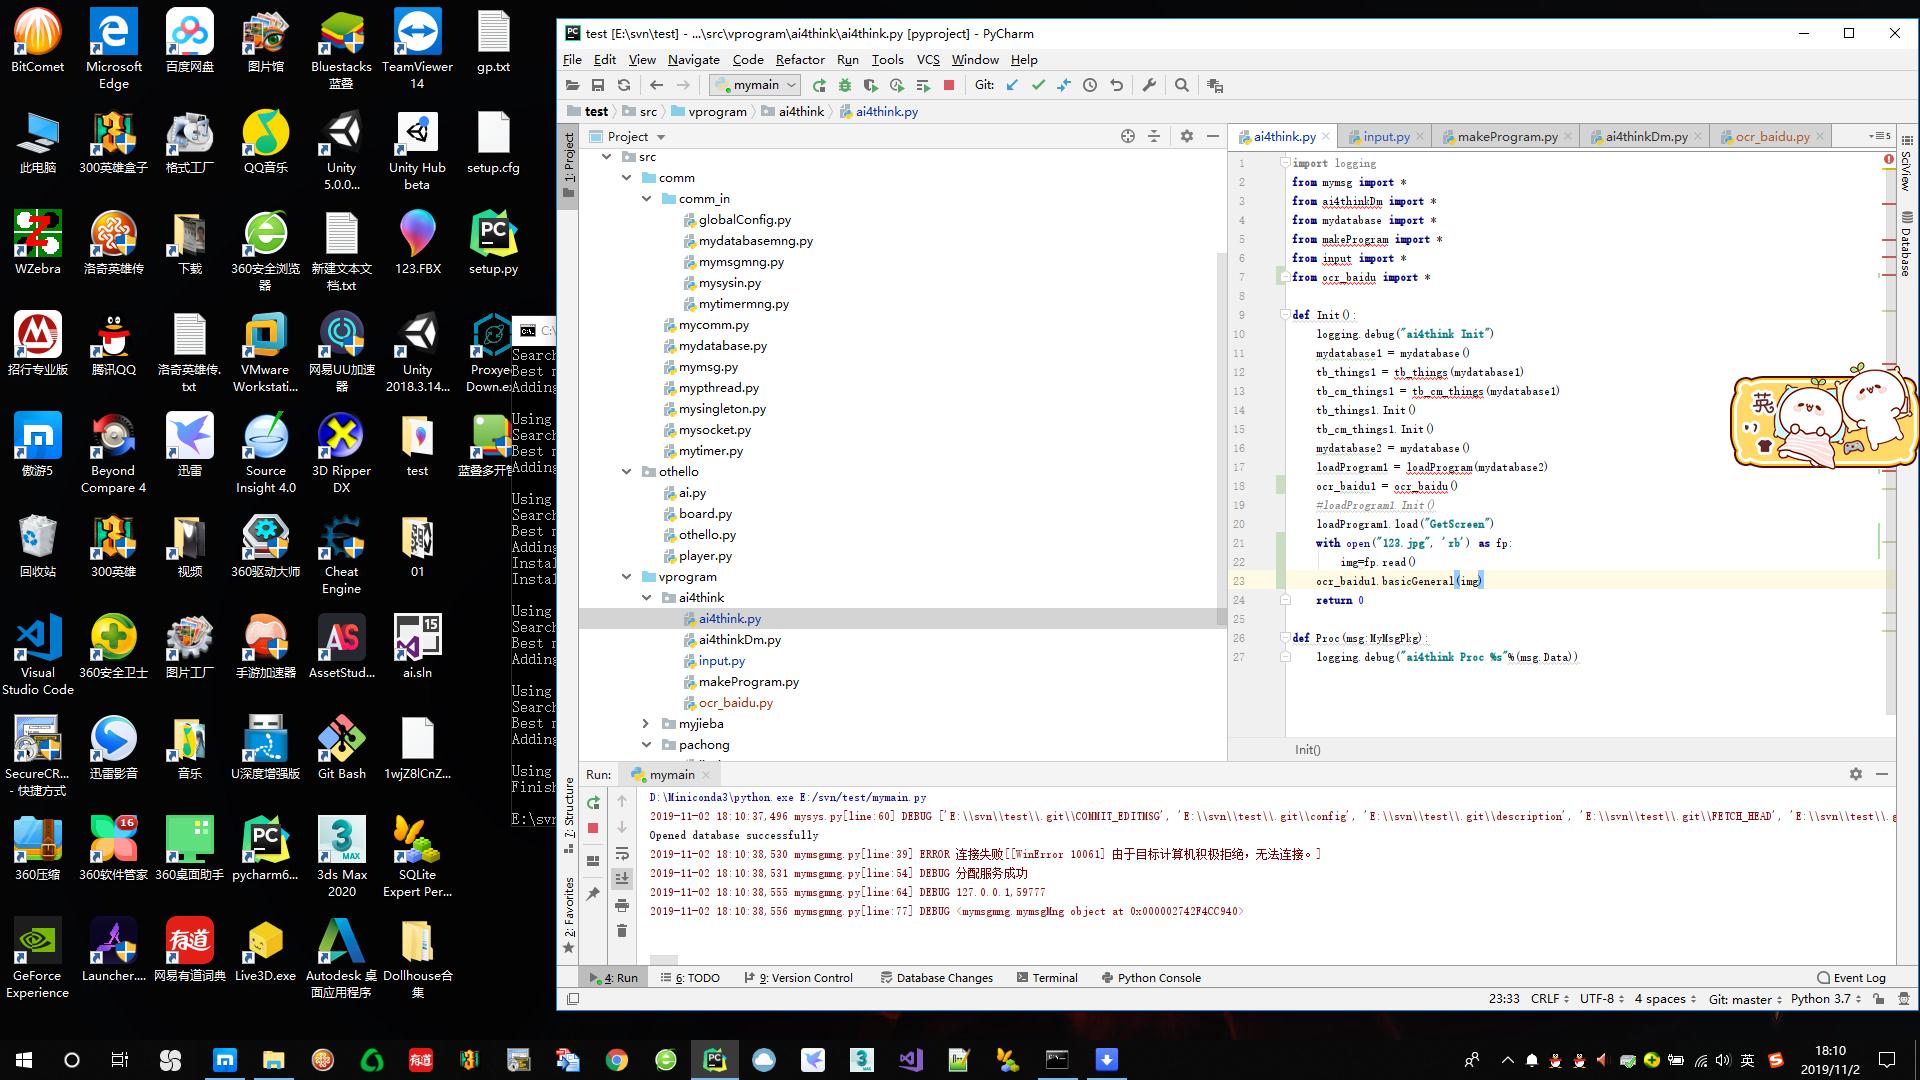 BitComet
Microsoft Edge
百度网盘
图片馆
Bluestacks 蓝叠
TeamViewer 14
gp.txt
此电脑
300英雄盒子
格式工厂
QQ音乐
Unity 5.0.0...
Unity Hub beta
setup.cfg
WZebra
洛奇英雄传
下载
360安全浏览器
新建文本文档.txt
123.FBX
setup.py
招行专业版
腾讯QQ
洛奇英雄传.txt
VMware Workstati...
网易UU加速器
Unity 2018.3.14...
Proxye Down.ex
傲游5
Beyond Compare 4
迅雷
Source Insight 4.0
3D Ripper DX
test
蓝叠多开
回收站
300英雄
视频
360驱动大师
Cheat Engine
01
Visual Studio Code
360安全卫士
图片工厂
手游加速器
AssetStud...
ai.sln
SecureCR... - 快捷方式
迅雷影音
音乐
U深度增强版
Git Bash
1wjZ8lCnZ...
360压缩
360软件管家
360桌面助手
pycharm6...
3ds Max 2020
SQLite Expert Per...
GeForce Experience
Launcher....
网易有道词典
Live3D.exe
Autodesk 桌面应用程序
Dollhouse合集
C:\
Search
Best m
Adding
Using
Search
Best m
Adding
Using
Search
Best m
Adding
Instal
Instal
Using
Search
Best m
Adding
Using
Search
Best m
Adding
Using
Finish
E:\svn
test [E:\svn\test] - ...\src\vprogram\ai4think\ai4think.py [pyproject] - PyCharm
File Edit View Navigate Code Refactor Run Tools VCS Window Help
mymain
Git:
test src vprogram ai4think ai4think.py
1: Project
Project
src
comm
comm_in
globalConfig.py
mydatabasemng.py
mymsgmng.py
mysysin.py
mytimermng.py
mycomm.py
mydatabase.py
mymsg.py
mypthread.py
mysingleton.py
mysocket.py
mytimer.py
othello
ai.py
board.py
othello.py
player.py
vprogram
ai4think
ai4think.py
ai4thinkDm.py
input.py
makeProgram.py
ocr_baidu.py
myjieba
pachong
ai4think.py input.py makeProgram.py ai4thinkDm.py ocr_baidu.py
5
1 import logging
2 from mymsg import *
3 from ai4thinkDm import *
4 from mydatabase import *
5 from makeProgram import *
6 from input import *
7 from ocr_baidu import *
8
9 def Init():
10 logging.debug("ai4think Init")
11 mydatabase1 = mydatabase()
12 tb_things1 = tb_things(mydatabase1)
13 tb_cm_things1 = tb_cm_things(mydatabase1)
14 tb_things1.Init()
15 tb_cm_things1.Init()
16 mydatabase2 = mydatabase()
17 loadProgram1 = loadProgram(mydatabase2)
18 ocr_baidu1 = ocr_baidu()
19 #loadProgram1.Init()
20 loadProgram1.load("GetScreen")
21 with open("123.jpg", 'rb') as fp:
22 img=fp.read()
23 ocr_baidu1.basicGeneral(img)
24 return 0
25
26 def Proc(msg:MyMsgPkg):
27 logging.debug("ai4think Proc %s"%(msg.Data))
Init()
SciView
Database
英
Run: mymain
7: Structure
2: Favorites
D:\Miniconda3\python.exe E:/svn/test/mymain.py
2019-11-02 18:10:37,496 mysys.py[line:60] DEBUG ['E:\\svn\\test\\.git\\COMMIT_EDITMSG', 'E:\\svn\\test\\.git\\config', 'E:\\svn\\test\\.git\\description', 'E:\\svn\\test\\.git\\FETCH_HEAD', 'E:\\svn\\test\\.g
Opened database successfully
2019-11-02 18:10:38,530 mymsgmng.py[line:39] ERROR 连接失败[[WinError 10061] 由于目标计算机积极拒绝，无法连接。]
2019-11-02 18:10:38,531 mymsgmng.py[line:54] DEBUG 分配服务成功
2019-11-02 18:10:38,555 mymsgmng.py[line:64] DEBUG 127.0.0.1,59777
2019-11-02 18:10:38,556 mymsgmng.py[line:77] DEBUG <mymsgmng.mymsgMng object at 0x000002742F4CC940>
4: Run 6: TODO 9: Version Control Database Changes Terminal Python Console Event Log
23:33 CRLF UTF-8 4 spaces Git: master Python 3.7
英
18:10
2019/11/2